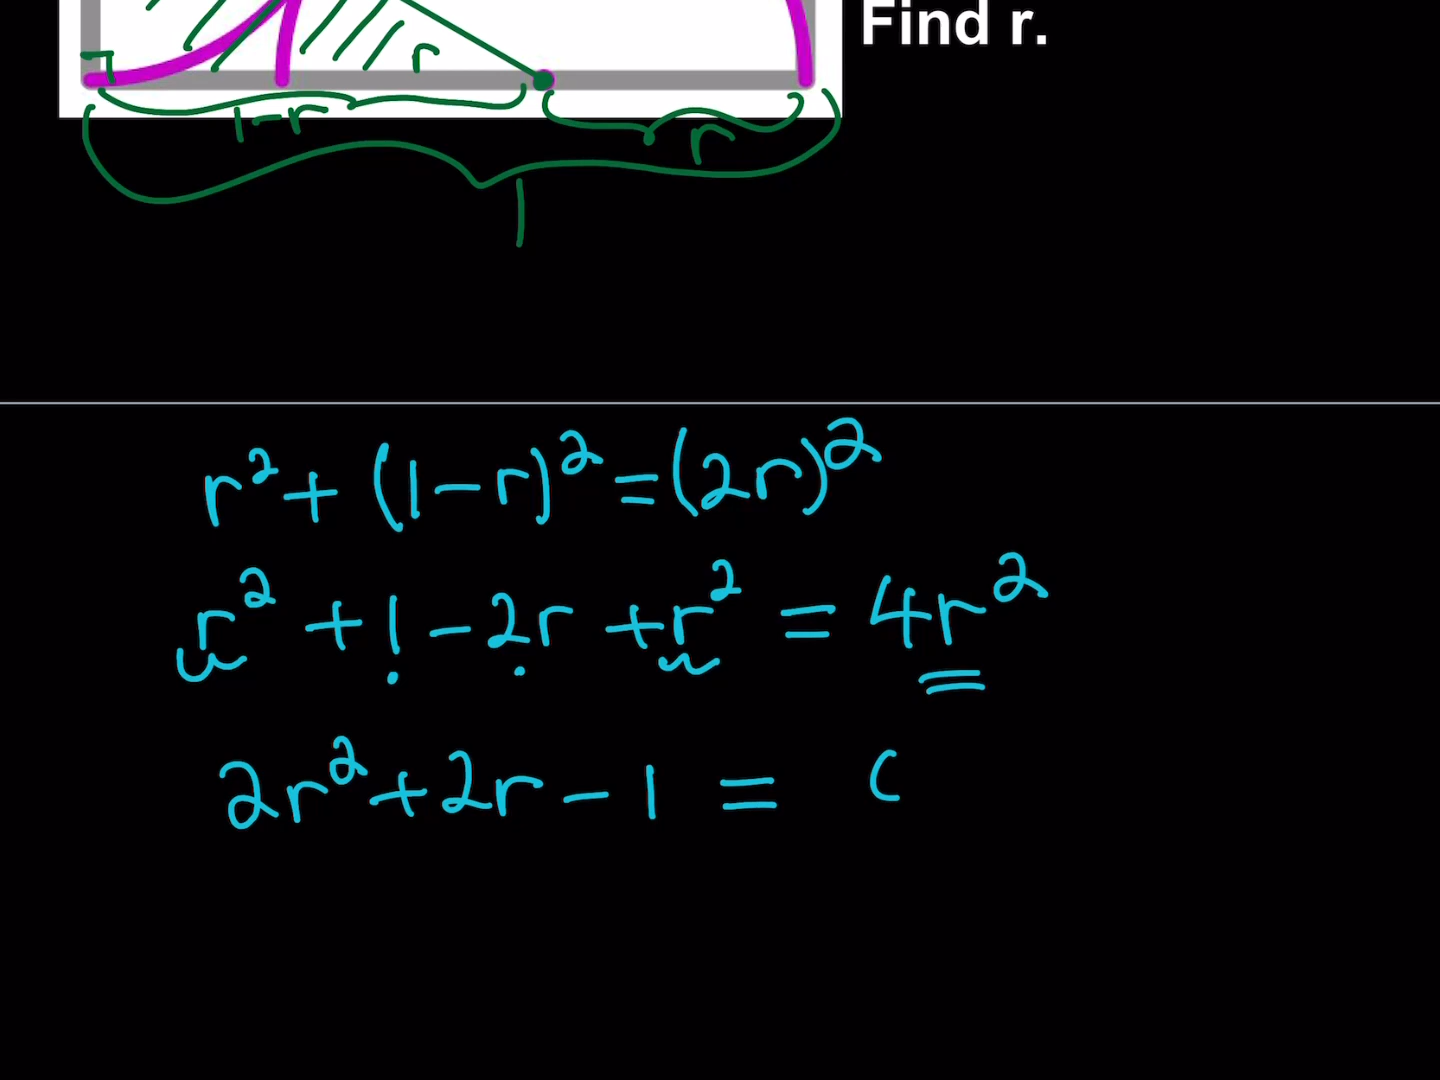 Find r.
r
1-r
r
1
r² + (1-r)² = (2r)²
r² + 1 - 2r + r² = 4r²
2r² + 2r - 1 =